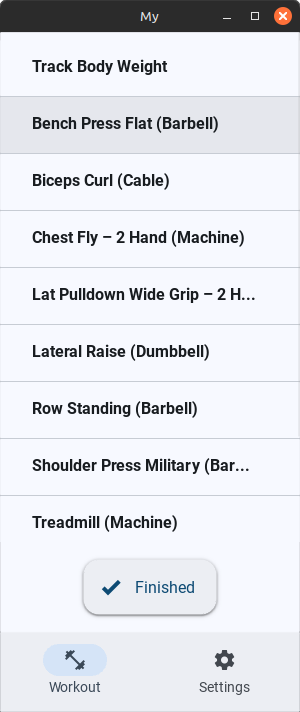 My
Track Body Weight
Bench Press Flat (Barbell)
Biceps Curl (Cable)
Chest Fly – 2 Hand (Machine)
Lat Pulldown Wide Grip – 2 H...
Lateral Raise (Dumbbell)
Row Standing (Barbell)
Shoulder Press Military (Bar...
Treadmill (Machine)
Finished
Workout
Settings